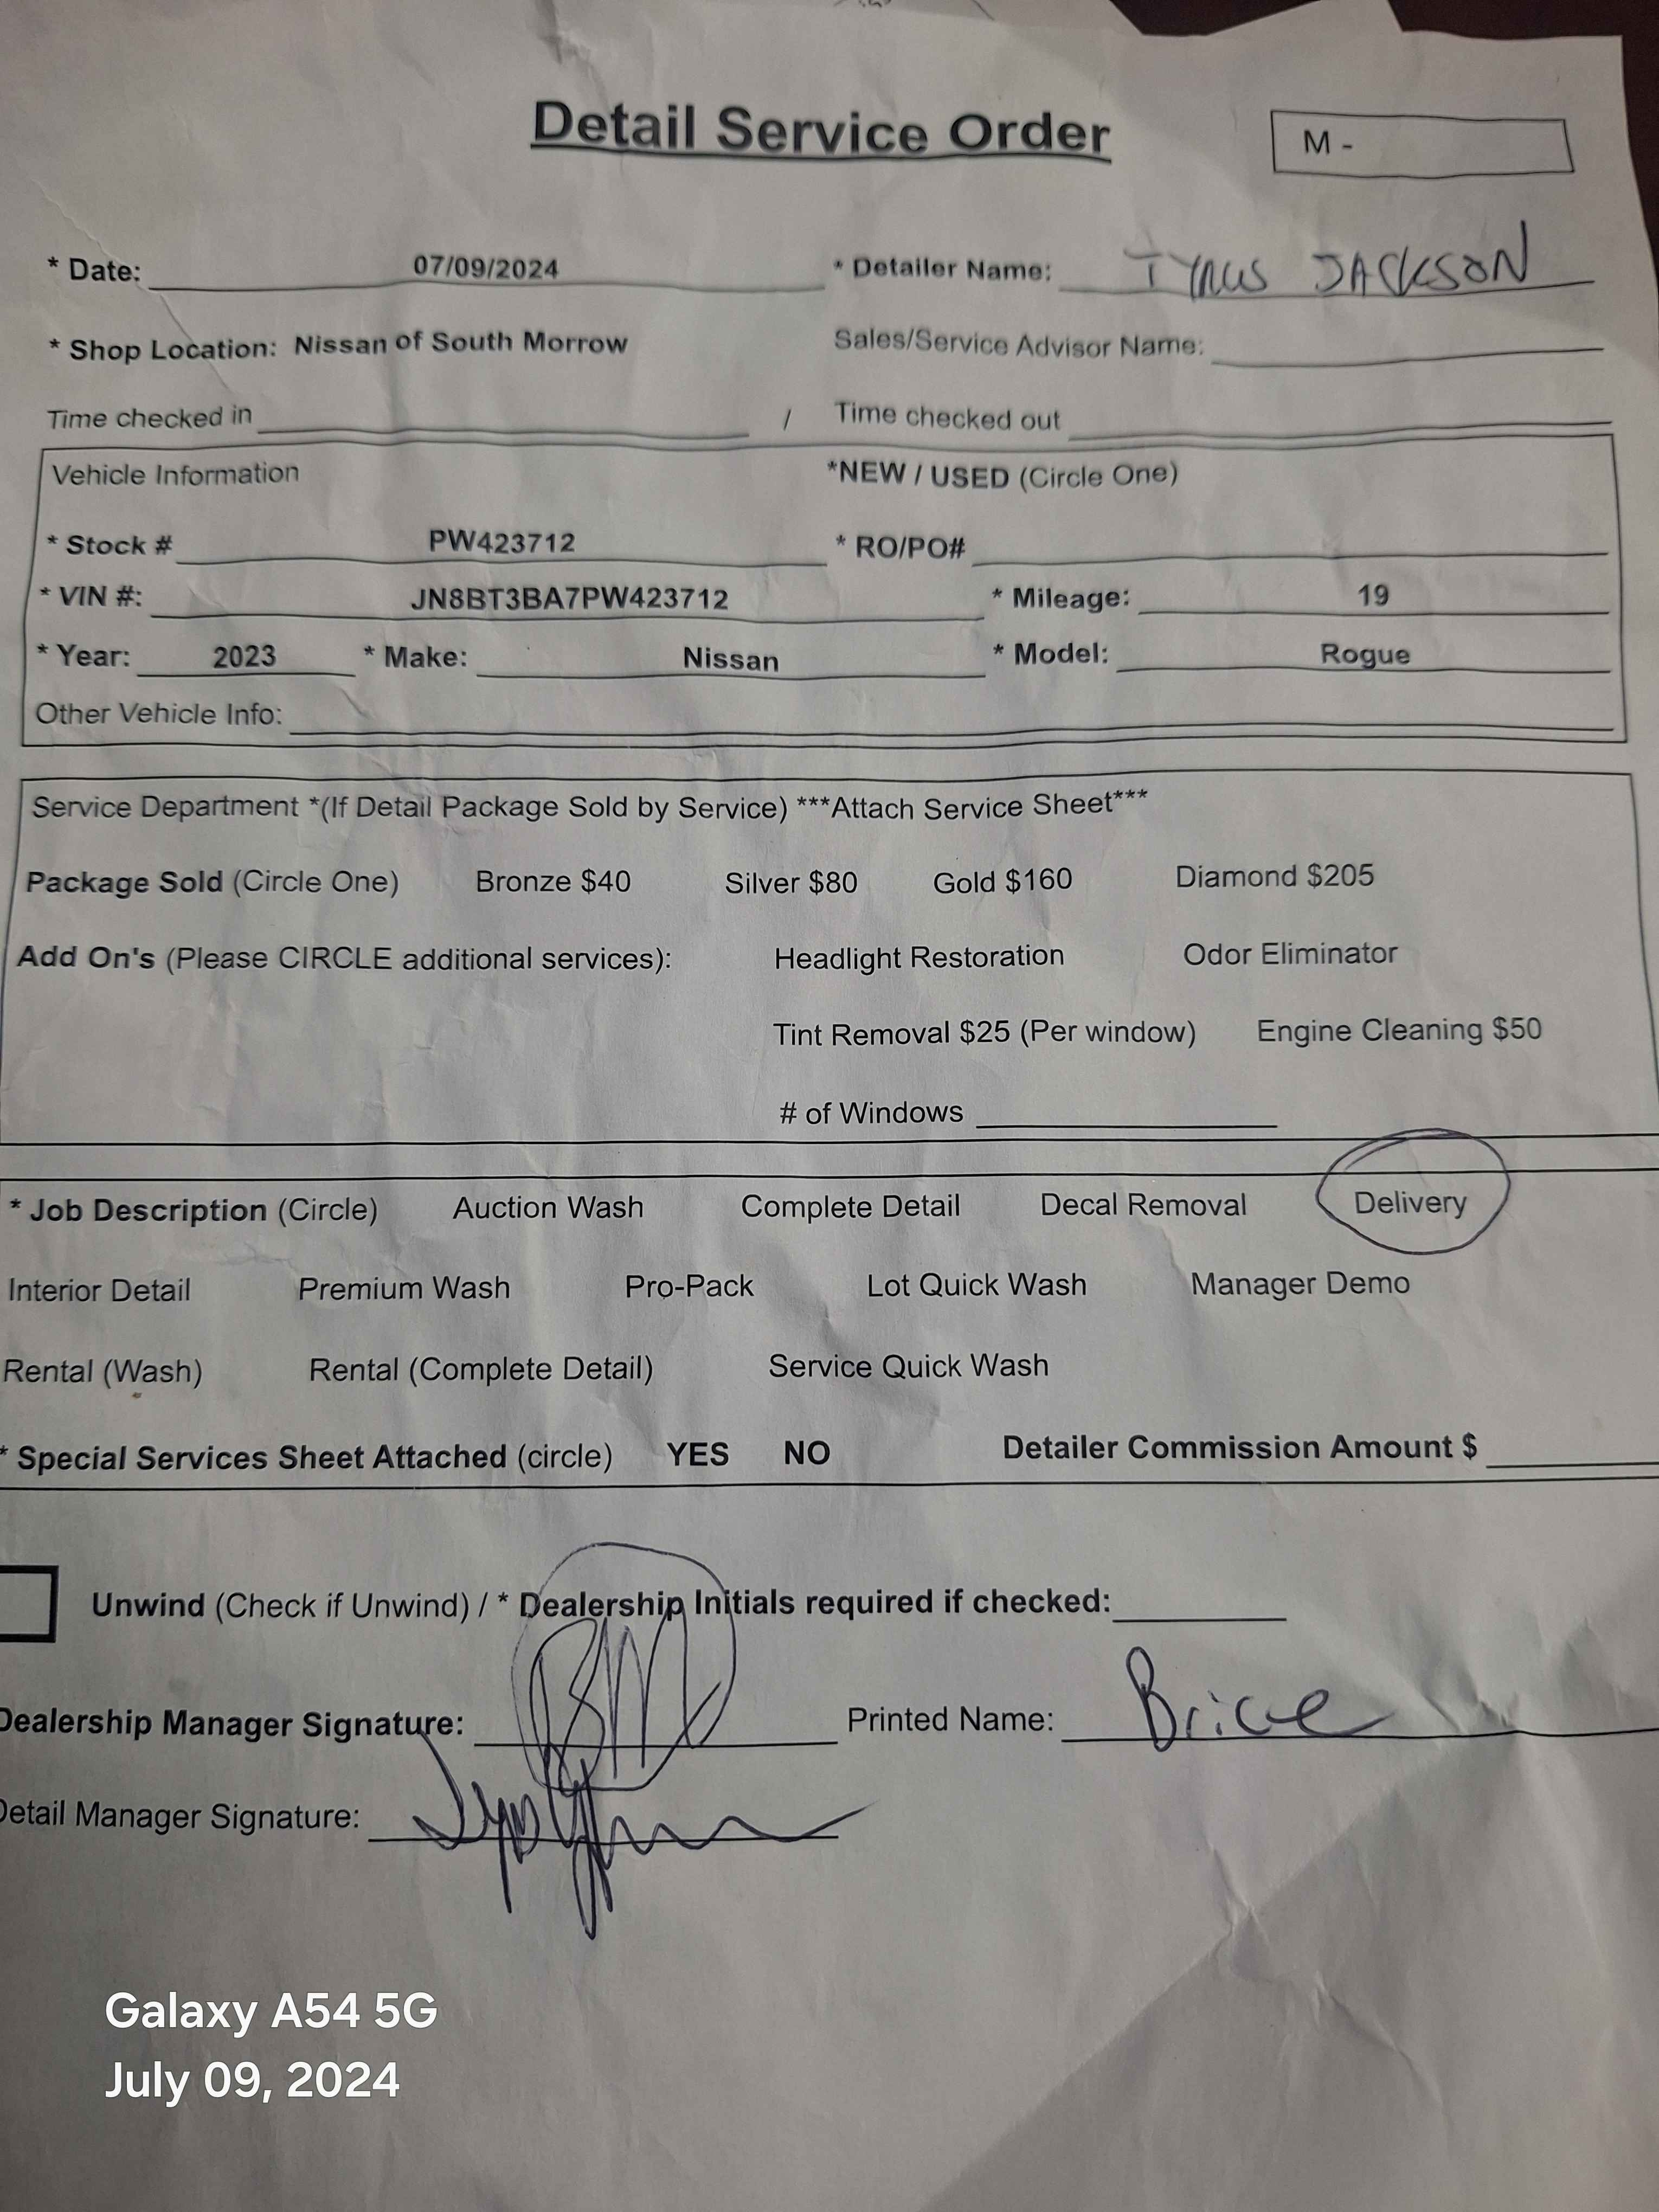 Detail Service Order
M -
* Date: 07/09/2024 * Detailer Name: TYRUS JACKSON
* Shop Location: Nissan of South Morrow Sales/Service Advisor Name:
Time checked in / Time checked out
Vehicle Information *NEW / USED (Circle One)
* Stock # PW423712 * RO/PO#
* VIN #: JN8BT3BA7PW423712 * Mileage: 19
* Year: 2023 * Make: Nissan * Model: Rogue
Other Vehicle Info:
Service Department *(If Detail Package Sold by Service) ***Attach Service Sheet***
Package Sold (Circle One) Bronze $40 Silver $80 Gold $160 Diamond $205
Add On's (Please CIRCLE additional services): Headlight Restoration Odor Eliminator
Tint Removal $25 (Per window) Engine Cleaning $50
# of Windows
* Job Description (Circle) Auction Wash Complete Detail Decal Removal Delivery
Interior Detail Premium Wash Pro-Pack Lot Quick Wash Manager Demo
Rental (Wash) Rental (Complete Detail) Service Quick Wash
* Special Services Sheet Attached (circle) YES NO Detailer Commission Amount $
Unwind (Check if Unwind) / * Dealership Initials required if checked:
Dealership Manager Signature: Printed Name: Brice
Detail Manager Signature:
Galaxy A54 5G
July 09, 2024